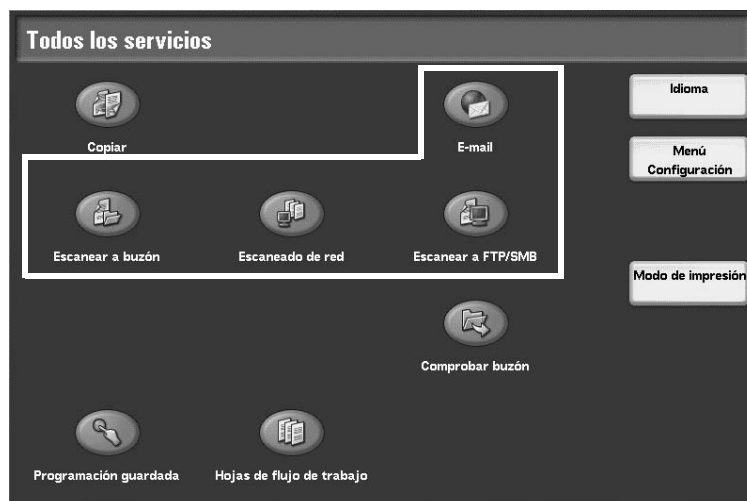 Todos los servicios
Copiar
E-mail
Idioma
Menú
Configuración
Escanear a buzón
Escaneado de red
Escanear a FTP/SMB
Modo de impresión
Comprobar buzón
Programación guardada
Hojas de flujo de trabajo